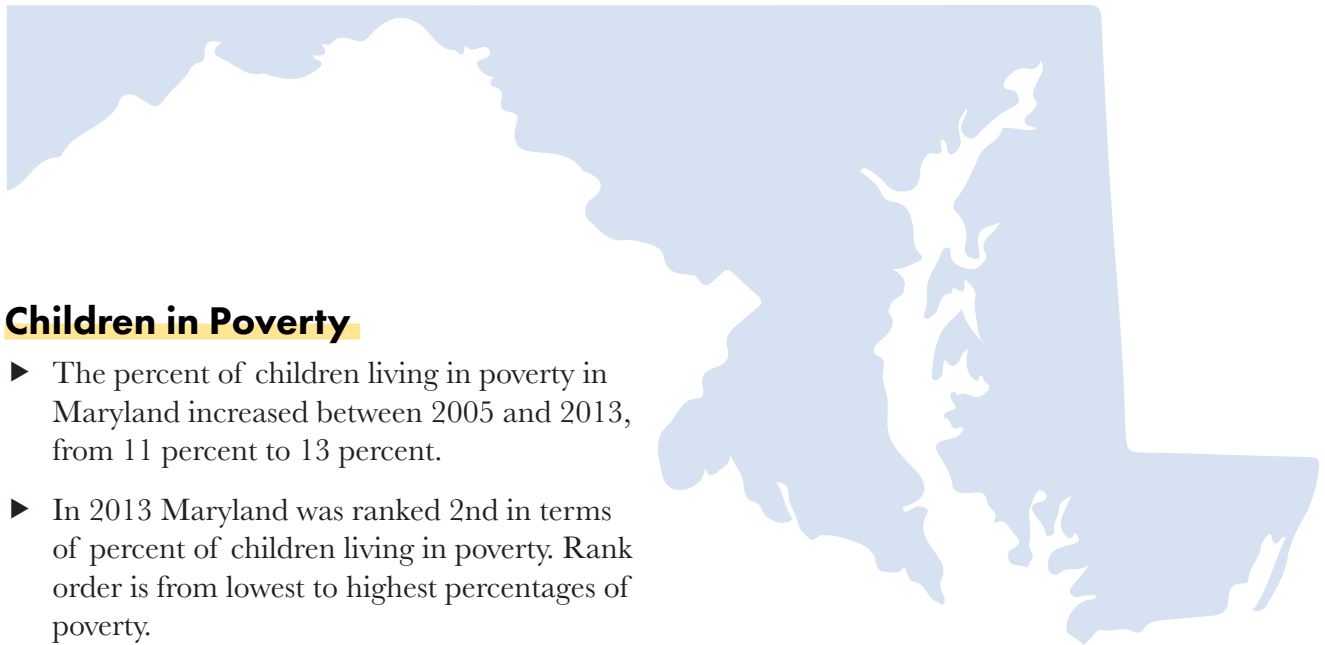 Children in Poverty
▶ The percent of children living in poverty in
Maryland increased between 2005 and 2013,
from 11 percent to 13 percent.
▶ In 2013 Maryland was ranked 2nd in terms
of percent of children living in poverty. Rank
order is from lowest to highest percentages of
poverty.